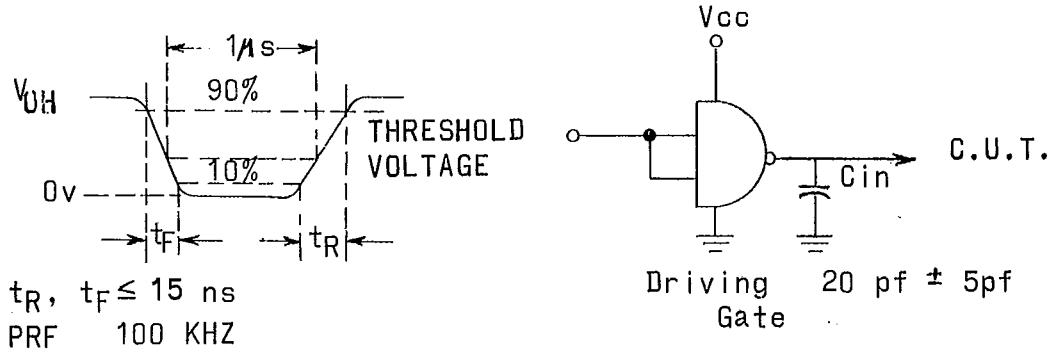 1μs
V_OH
90%
THRESHOLD
VOLTAGE
10%
0v
t_F
t_R
t_R, t_F ≤ 15 ns
PRF 100 KHZ
Vcc
C.U.T.
Cin
Driving
Gate
20 pf ± 5pf